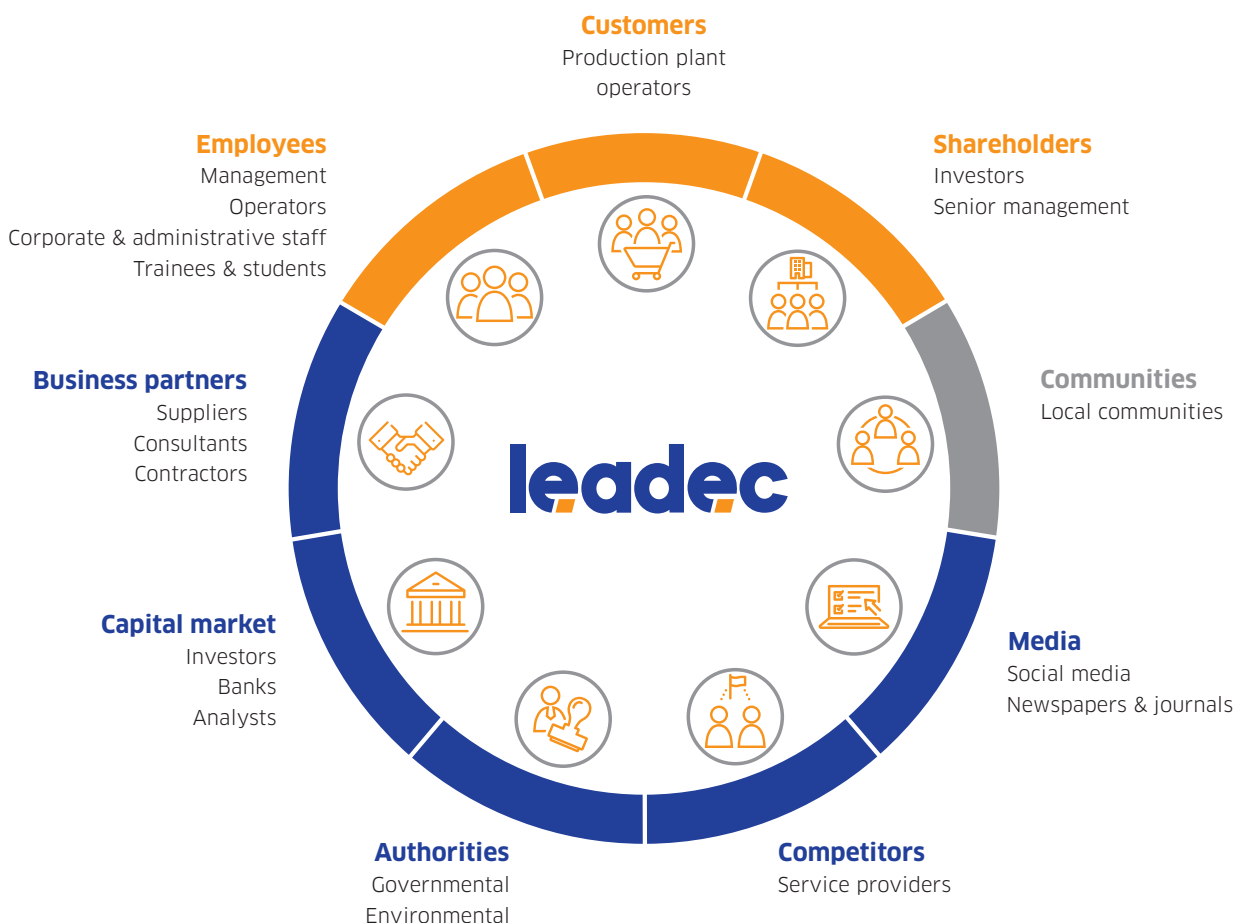 Customers
Production plant
operators
Employees
Management
Operators
Corporate & administrative staff
Trainees & students
Shareholders
Investors
Senior management
Business partners
Suppliers
Consultants
Contractors
Communities
Local communities
leadec
Capital market
Investors
Banks
Analysts
Media
Social media
Newspapers & journals
Authorities
Governmental
Environmental
Competitors
Service providers